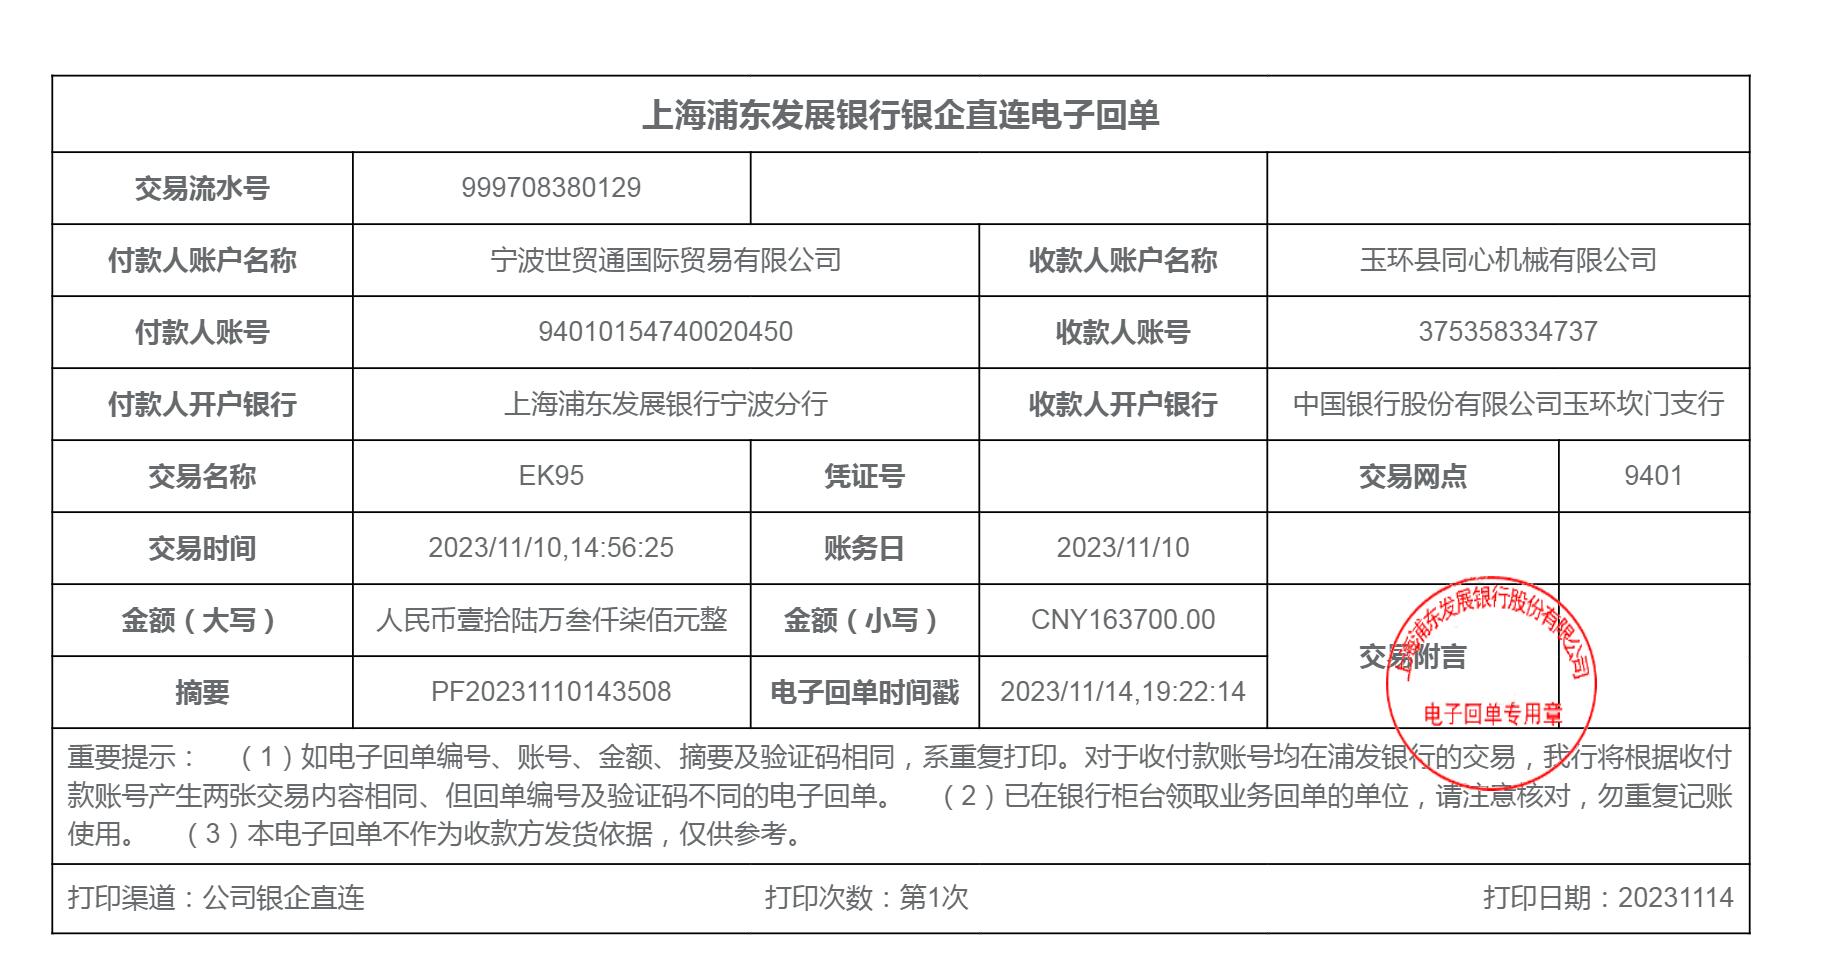 上海浦东发展银行银企直连电子回单
交易流水号 999708380129
付款人账户名称 宁波世贸通国际贸易有限公司 收款人账户名称 玉环县同心机械有限公司
付款人账号 94010154740020450 收款人账号 375358334737
付款人开户银行 上海浦东发展银行宁波分行 收款人开户银行 中国银行股份有限公司玉环坎门支行
交易名称 EK95 凭证号 交易网点 9401
交易时间 2023/11/10,14:56:25 账务日 2023/11/10
金额（大写） 人民币壹拾陆万叁仟柒佰元整 金额（小写） CNY163700.00
交易附言
上海浦东发展银行股份有限公司
电子回单专用章
摘要 PF20231110143508 电子回单时间戳 2023/11/14,19:22:14
重要提示： （1）如电子回单编号、账号、金额、摘要及验证码相同，系重复打印。对于收付款账号均在浦发银行的交易，我行将根据收付
款账号产生两张交易内容相同、但回单编号及验证码不同的电子回单。 （2）已在银行柜台领取业务回单的单位，请注意核对，勿重复记账
使用。 （3）本电子回单不作为收款方发货依据，仅供参考。
打印渠道：公司银企直连 打印次数：第1次 打印日期：20231114